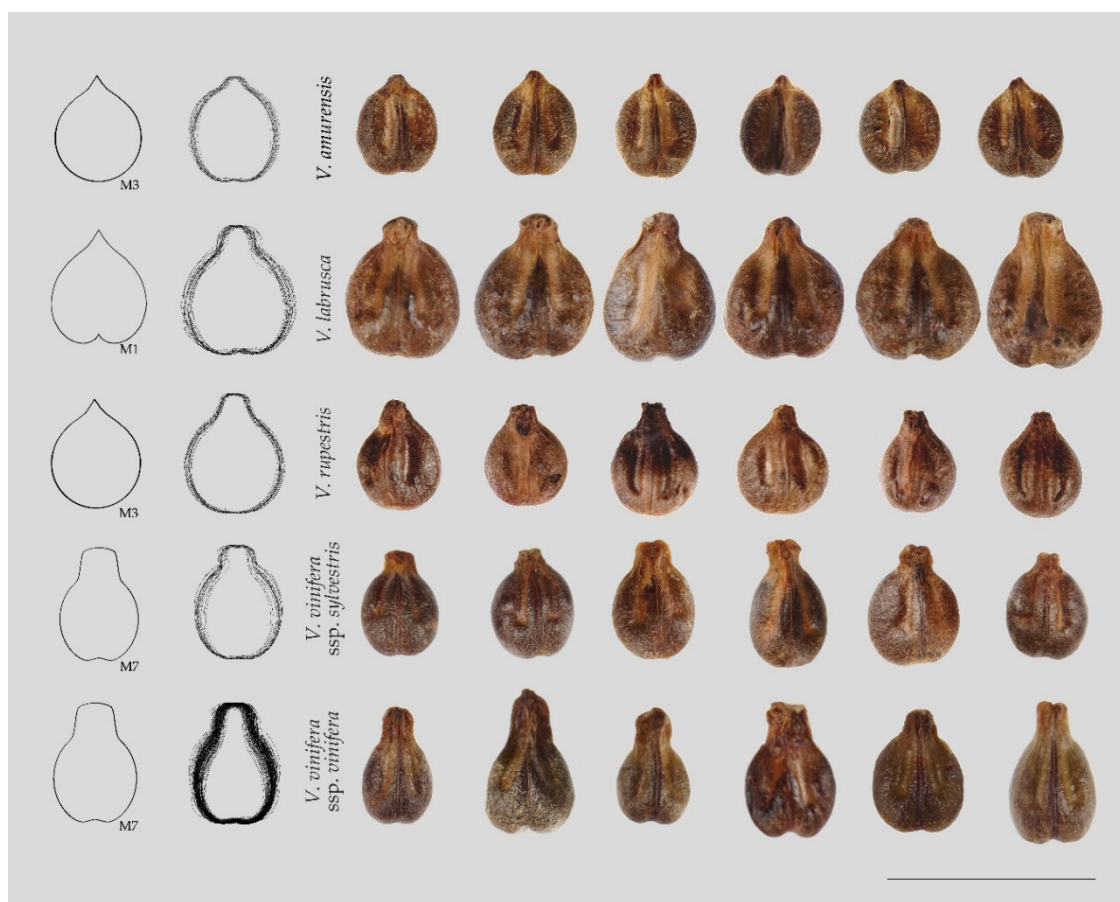 M3
V. amurensis
M1
V. labrusca
M3
V. rupestris
M7
V. vinifera
ssp. sylvestris
M7
V. vinifera
ssp. vinifera